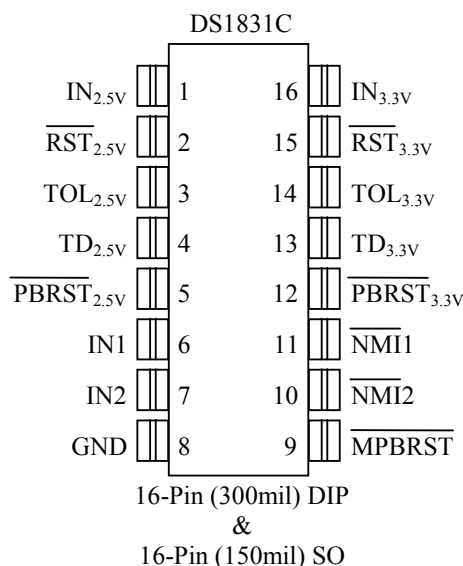 DS1831C
IN2.5V 1 16 IN3.3V
RST2.5V 2 15 RST3.3V
TOL2.5V 3 14 TOL3.3V
TD2.5V 4 13 TD3.3V
PBRST2.5V 5 12 PBRST3.3V
IN1 6 11 NMI1
IN2 7 10 NMI2
GND 8 9 MPBRST
16-Pin (300mil) DIP
&
16-Pin (150mil) SO